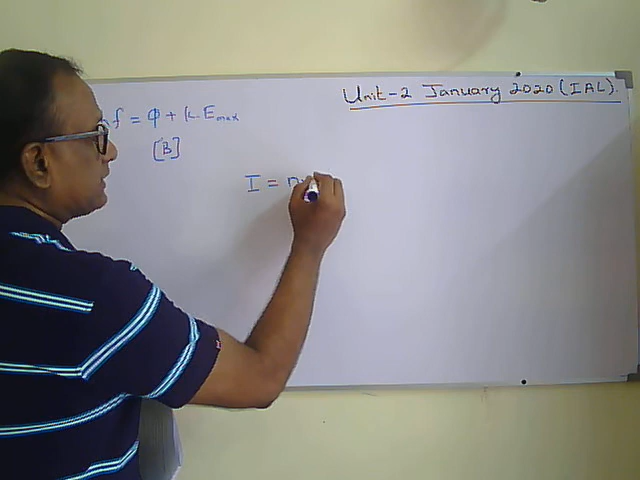 Unit-2 January 2020 (IAL).
f = φ + K.Emax
[B]
I = n